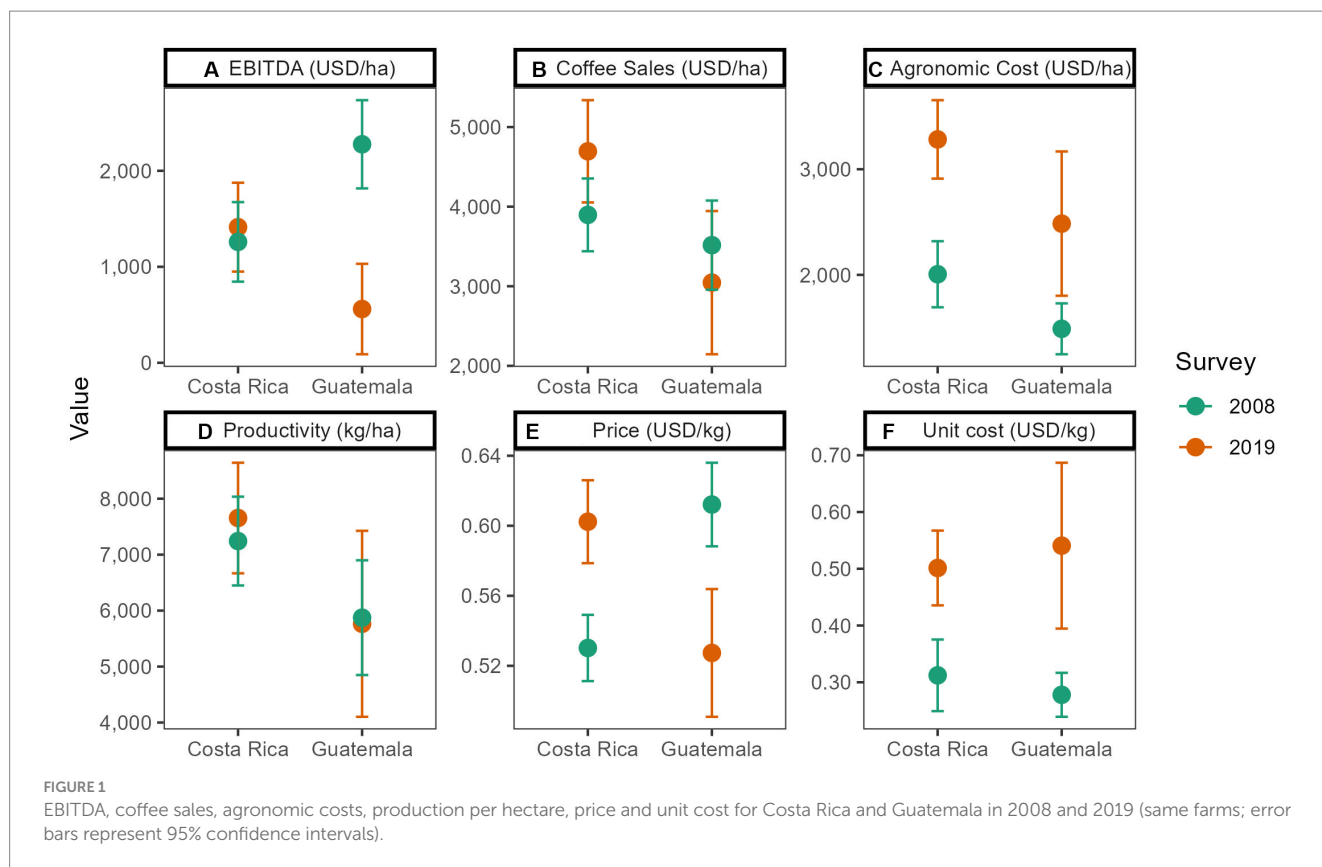 A EBITDA (USD/ha)
B Coffee Sales (USD/ha)
C Agronomic Cost (USD/ha)
2,000
1,000
0
5,000
4,000
3,000
2,000
3,000
2,000
Costa Rica Guatemala
Costa Rica Guatemala
Costa Rica Guatemala
Value
Survey
2008
2019
D Productivity (kg/ha)
E Price (USD/kg)
F Unit cost (USD/kg)
8,000
7,000
6,000
5,000
4,000
0.64
0.60
0.56
0.52
0.70
0.60
0.50
0.40
0.30
Costa Rica Guatemala
Costa Rica Guatemala
Costa Rica Guatemala
FIGURE 1
EBITDA, coffee sales, agronomic costs, production per hectare, price and unit cost for Costa Rica and Guatemala in 2008 and 2019 (same farms; error
bars represent 95% confidence intervals).